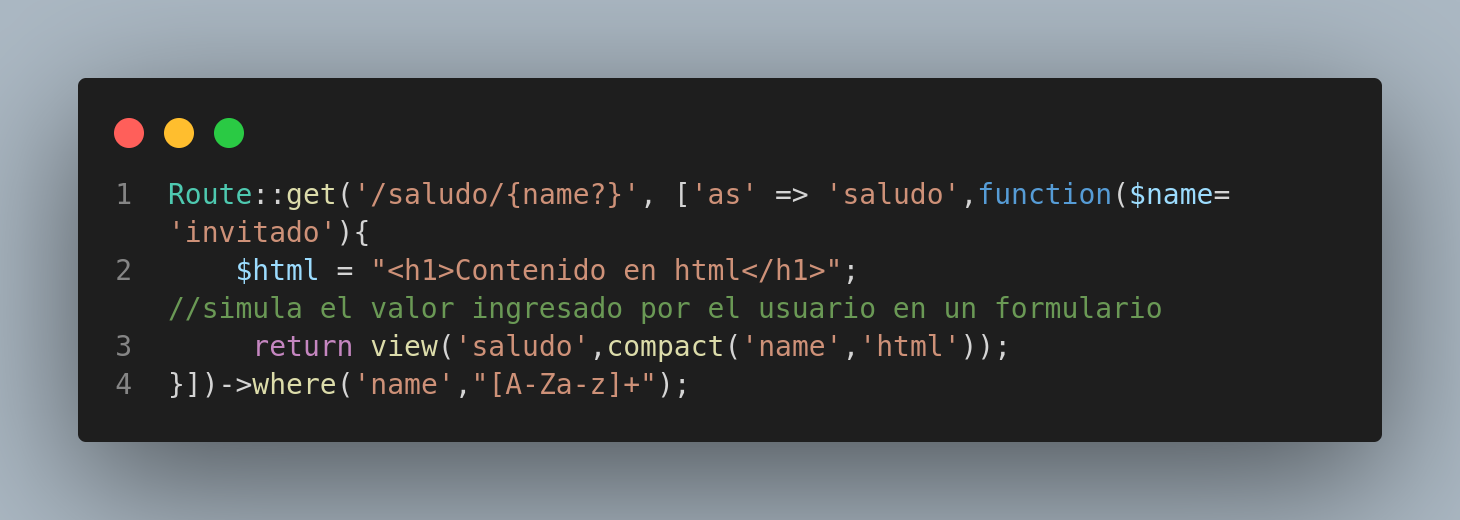 1 Route::get('/saludo/{name?}', ['as' => 'saludo',function($name=
'invitado'){
2     $html = "<h1>Contenido en html</h1>";
//simula el valor ingresado por el usuario en un formulario
3      return view('saludo',compact('name','html'));
4 }])->where('name',"[A-Za-z]+");